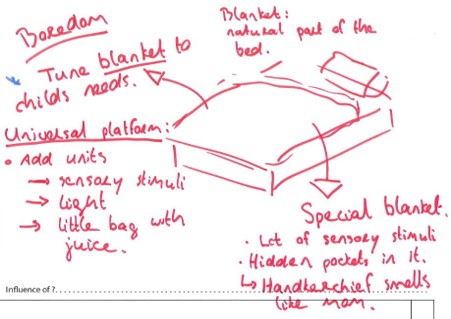 Boredom
Tune blanket to
childs needs.
Universal platform:
• Add units
→ sensory stimuli
→ light
→ little bag with
juice.
Blanket:
natural part of the
bed.
Special blanket.
• Lot of sensory stimuli
• Hidden pockets in it.
↳ Handkerchief smells
like mom.
Influence of ?